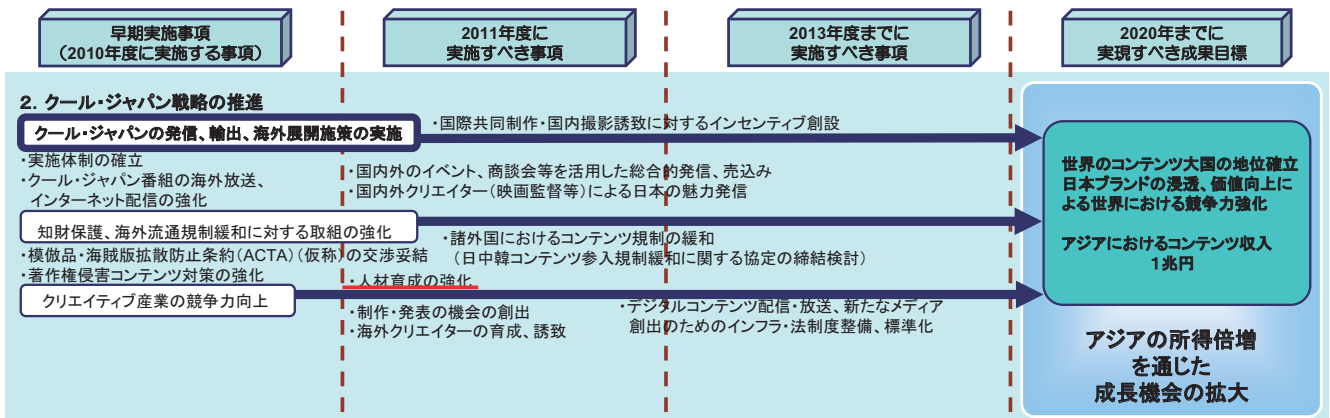 早期実施事項
（2010年度に実施する事項）
2011年度に
実施すべき事項
2013年度までに
実施すべき事項
2020年までに
実現すべき成果目標
2．クール・ジャパン戦略の推進
クール・ジャパンの発信、輸出、海外展開施策の実施
・国際共同制作・国内撮影誘致に対するインセンティブ創設
・実施体制の確立
・クール・ジャパン番組の海外放送、
インターネット配信の強化
・国内外のイベント、商談会等を活用した総合的発信、売込み
・国内外クリエイター（映画監督等）による日本の魅力発信
知財保護、海外流通規制緩和に対する取組の強化
・模倣品・海賊版拡散防止条約（ACTA）（仮称）の交渉妥結
・著作権侵害コンテンツ対策の強化
・諸外国におけるコンテンツ規制の緩和
（日中韓コンテンツ参入規制緩和に関する協定の締結検討）
・人材育成の強化
クリエイティブ産業の競争力向上
・制作・発表の機会の創出
・海外クリエイターの育成、誘致
・デジタルコンテンツ配信・放送、新たなメディア
創出のためのインフラ・法制度整備、標準化
世界のコンテンツ大国の地位確立
日本ブランドの浸透、価値向上に
よる世界における競争力強化
アジアにおけるコンテンツ収入
1兆円
アジアの所得倍増
を通じた
成長機会の拡大